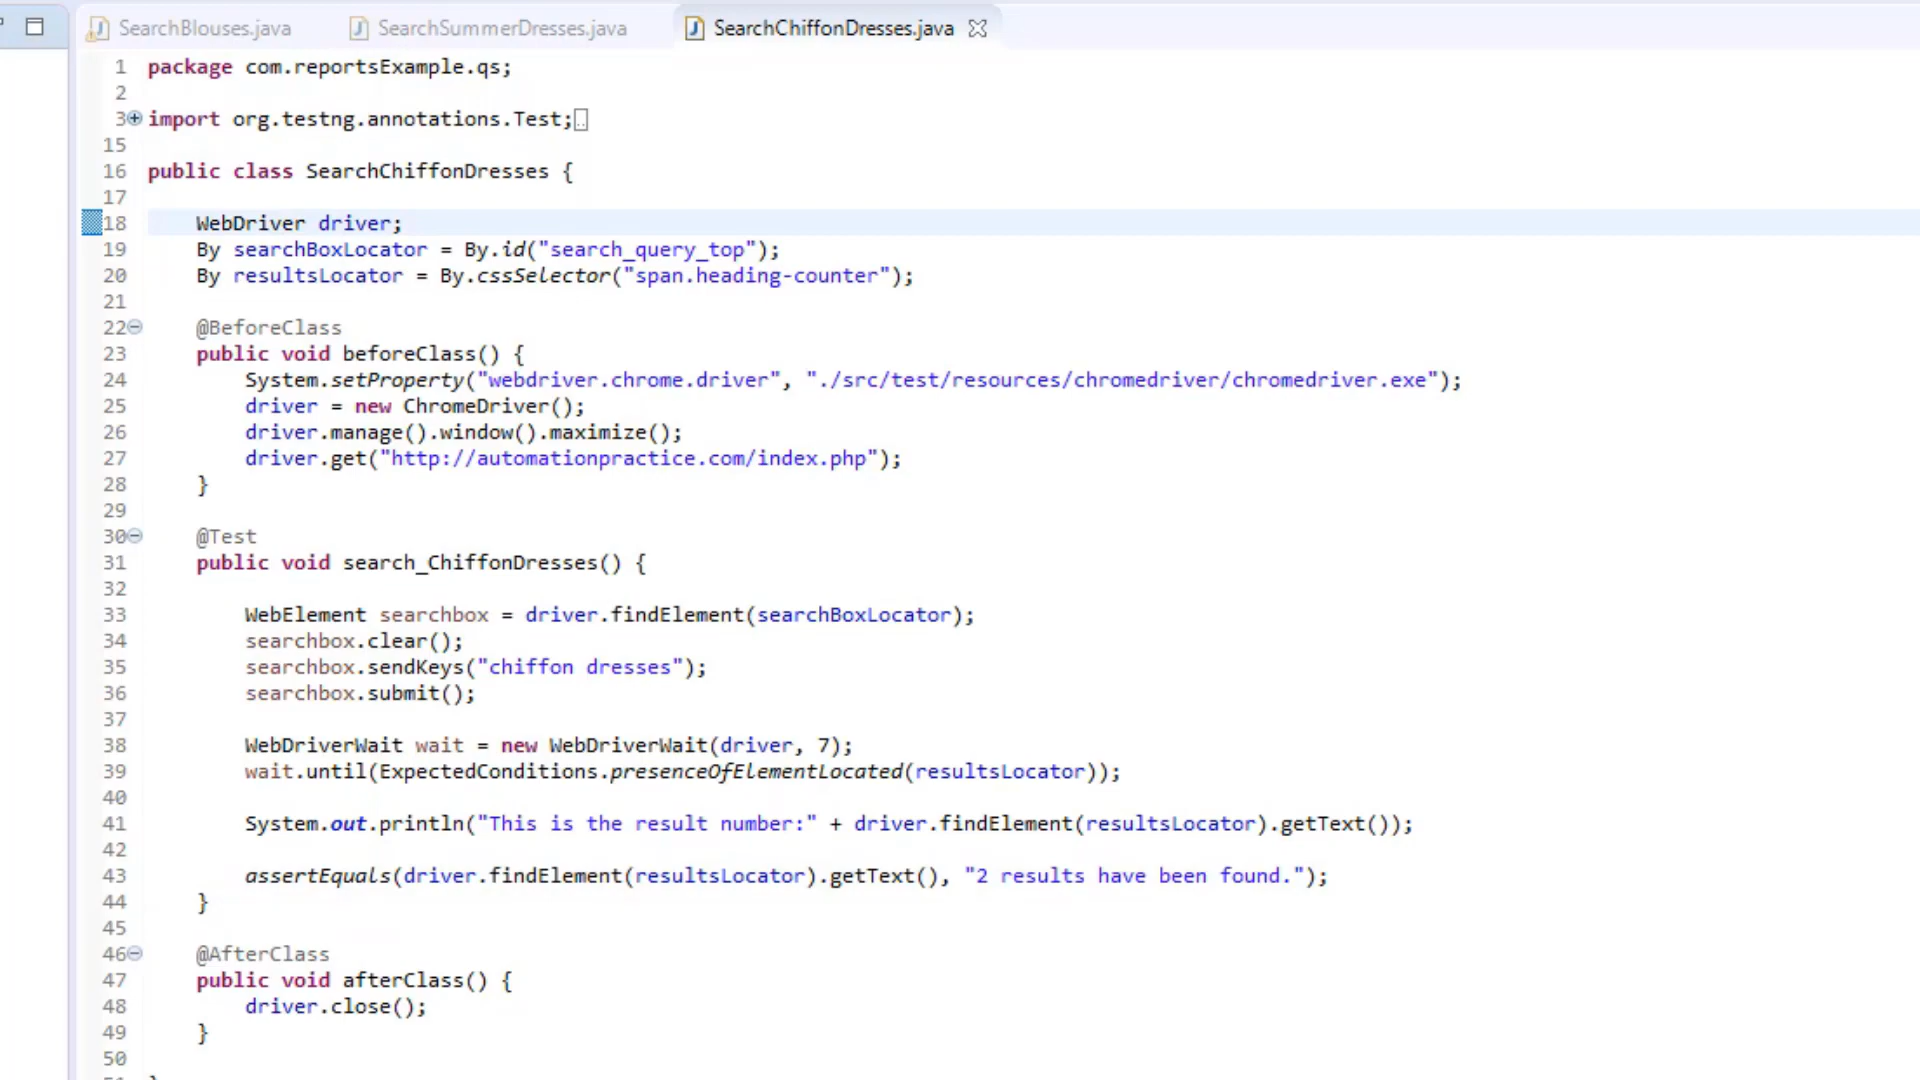 SearchBlouses.java SearchSummerDresses.java SearchChiffonDresses.java
1 package com.reportsExample.qs;
2
3 import org.testng.annotations.Test;
15
16 public class SearchChiffonDresses {
17
18 WebDriver driver;
19 By searchBoxLocator = By.id("search_query_top");
20 By resultsLocator = By.cssSelector("span.heading-counter");
21
22 @BeforeClass
23 public void beforeClass() {
24 System.setProperty("webdriver.chrome.driver", "./src/test/resources/chromedriver/chromedriver.exe");
25 driver = new ChromeDriver();
26 driver.manage().window().maximize();
27 driver.get("http://automationpractice.com/index.php");
28 }
29
30 @Test
31 public void search_ChiffonDresses() {
32
33 WebElement searchbox = driver.findElement(searchBoxLocator);
34 searchbox.clear();
35 searchbox.sendKeys("chiffon dresses");
36 searchbox.submit();
37
38 WebDriverWait wait = new WebDriverWait(driver, 7);
39 wait.until(ExpectedConditions.presenceOfElementLocated(resultsLocator));
40
41 System.out.println("This is the result number:" + driver.findElement(resultsLocator).getText());
42
43 assertEquals(driver.findElement(resultsLocator).getText(), "2 results have been found.");
44 }
45
46 @AfterClass
47 public void afterClass() {
48 driver.close();
49 }
50